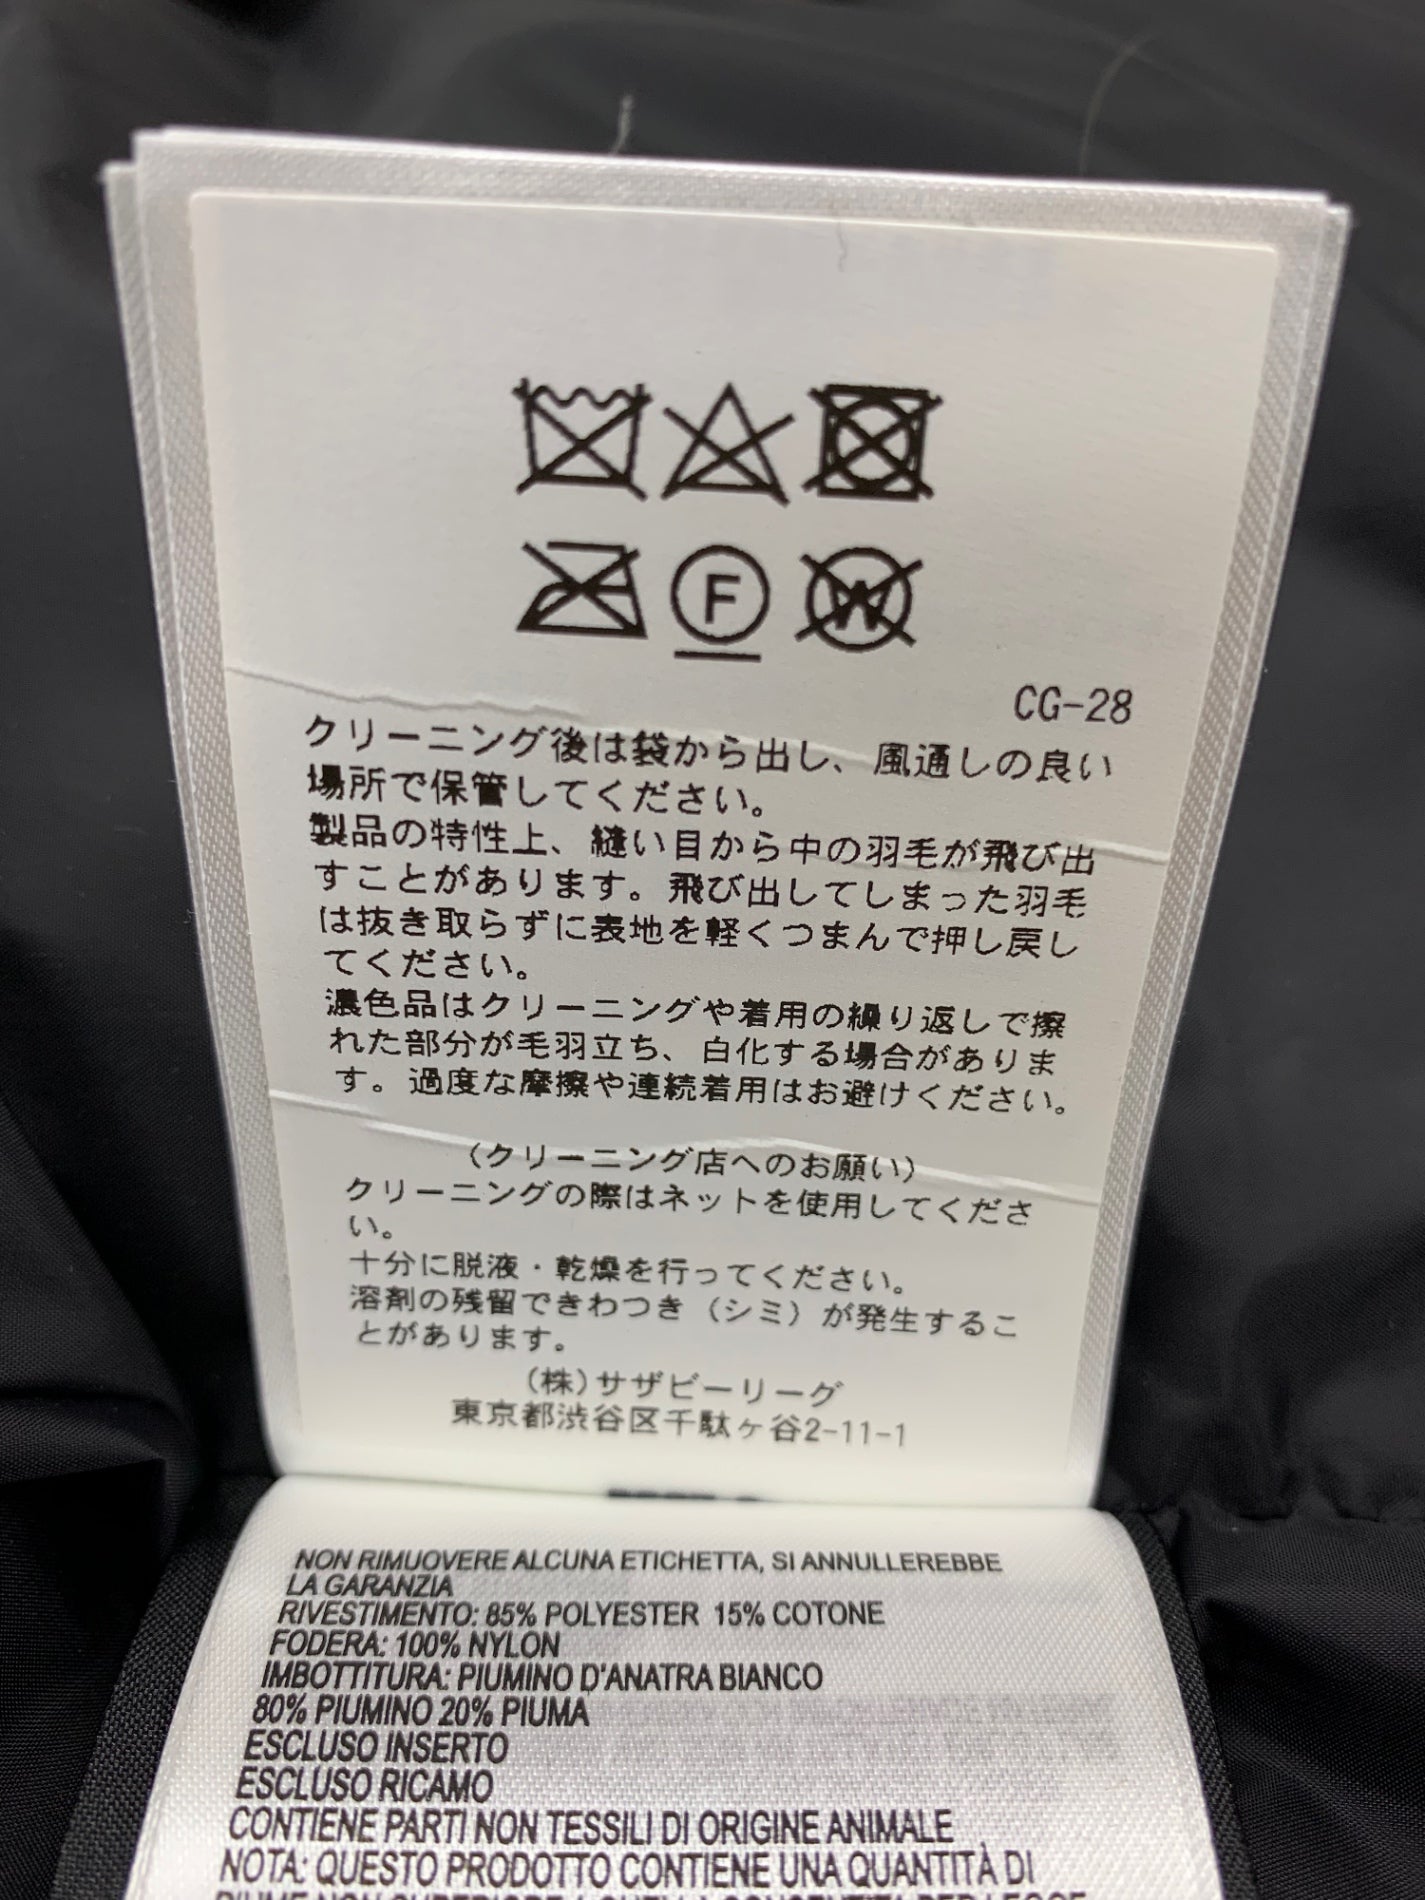 F
W
CG-28
クリーニング後は袋から出し、風通しの良い
場所で保管してください。
製品の特性上、縫い目から中の羽毛が飛び出
すことがあります。飛び出してしまった羽毛
は抜き取らずに表地を軽くつまんで押し戻し
てください。
濃色品はクリーニングや着用の繰り返しで擦
れた部分が毛羽立ち、白化する場合がありま
す。過度な摩擦や連続着用はお避けください。
(クリーニング店へのお願い)
クリーニングの際はネットを使用してくださ
い。
十分に脱液・乾燥を行ってください。
溶剤の残留できわつき（シミ）が発生するこ
とがあります。
(株)サザビーリーグ
東京都渋谷区千駄ヶ谷2-11-1
NON RIMUOVERE ALCUNA ETICHETTA, SI ANNULLEREBBE
LA GARANZIA
RIVESTIMENTO: 85% POLYESTER 15% COTONE
FODERA: 100% NYLON
IMBOTTITURA: PIUMINO D'ANATRA BIANCO
80% PIUMINO 20% PIUMA
ESCLUSO INSERTO
ESCLUSO RICAMO
CONTIENE PARTI NON TESSILI DI ORIGINE ANIMALE
NOTA: QUESTO PRODOTTO CONTIENE UNA QUANTITÀ DI